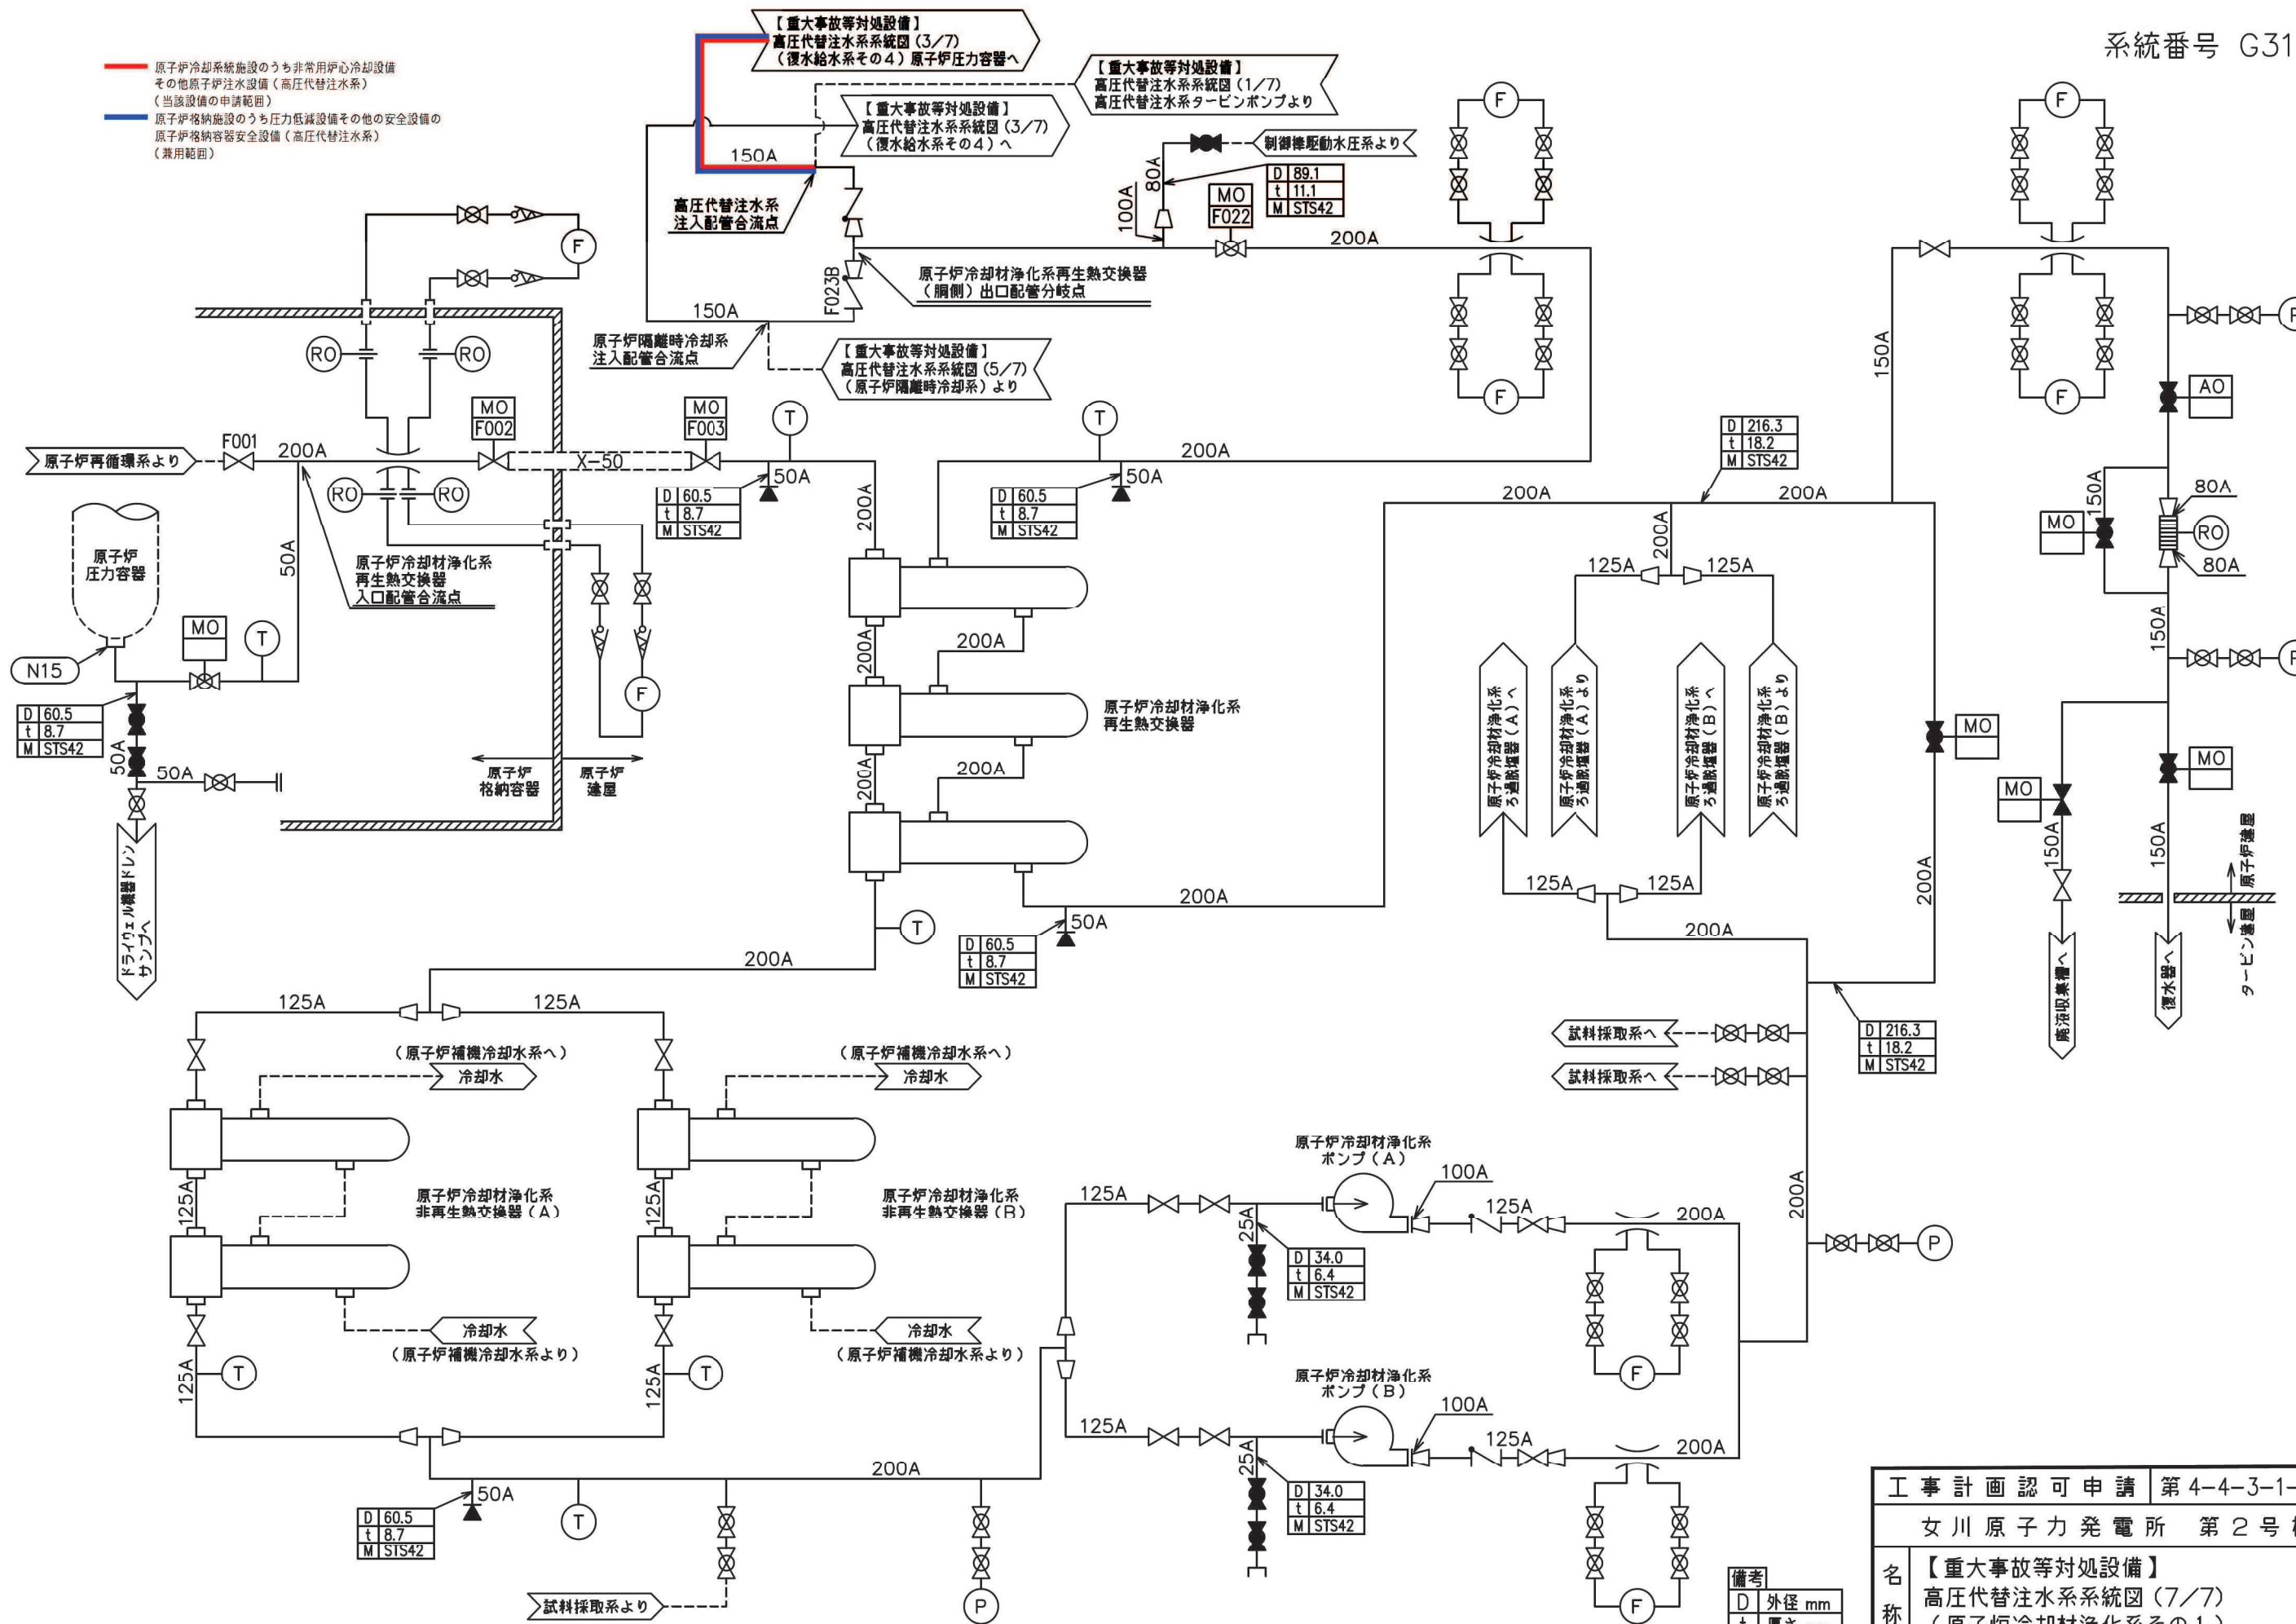 系統番号 G31
原子炉冷却系統施設のうち非常用炉心冷却設備
その他原子炉注水設備（高圧代替注水系）
（当該設備の申請範囲）
原子炉格納施設のうち圧力低減設備その他の安全設備の
原子炉格納容器安全設備（高圧代替注水系）
（兼用範囲）
【重大事故等対処設備】
高圧代替注水系系統図（3/7）
（復水給水系その4）原子炉圧力容器へ
【重大事故等対処設備】
高圧代替注水系系統図（1/7）
高圧代替注水系タービンポンプより
【重大事故等対処設備】
高圧代替注水系系統図（3/7）
（復水給水系その4）へ
150A
高圧代替注水系
注入配管合流点
制御棒駆動水圧系より
80A
100A
D 89.1
t 11.1
M STS42
MO
F022
200A
F
F
F
F
F
F023B
原子炉冷却材浄化系再生熱交換器
（胴側）出口配管分岐点
150A
原子炉隔離時冷却系
注入配管合流点
【重大事故等対処設備】
高圧代替注水系系統図（5/7）
（原子炉隔離時冷却系）より
RO
RO
RO
RO
原子炉再循環系より
F001
200A
MO
F002
X-50
MO
F003
T
50A
D 60.5
t 8.7
M STS42
T
200A
50A
D 60.5
t 8.7
M STS42
200A
原子炉
圧力容器
N15
50A
原子炉冷却材浄化系
再生熱交換器
入口配管合流点
MO
T
D 60.5
t 8.7
M STS42
50A
50A
ドライウェル機器ドレン
サンプへ
F
原子炉
格納容器
原子炉
建屋
200A
200A
200A
200A
原子炉冷却材浄化系
再生熱交換器
200A
50A
D 60.5
t 8.7
M STS42
T
200A
D 216.3
t 18.2
M STS42
200A
200A
200A
125A
125A
原子炉冷却材浄化系
ろ過脱塩器（A）へ
原子炉冷却材浄化系
ろ過脱塩器（A）より
原子炉冷却材浄化系
ろ過脱塩器（B）へ
原子炉冷却材浄化系
ろ過脱塩器（B）より
125A
125A
200A
MO
200A
D 216.3
t 18.2
M STS42
150A
AO
150A
MO
80A
RO
80A
150A
MO
MO
150A
150A
原子炉建屋
タービン建屋
廃液収集槽へ
復水器へ
試料採取系へ
試料採取系へ
125A
125A
（原子炉補機冷却水系へ）
冷却水
（原子炉補機冷却水系へ）
冷却水
125A
原子炉冷却材浄化系
非再生熱交換器（A）
125A
原子炉冷却材浄化系
非再生熱交換器（B）
冷却水
（原子炉補機冷却水系より）
冷却水
（原子炉補機冷却水系より）
125A
T
125A
T
200A
50A
D 60.5
t 8.7
M STS42
T
試料採取系より
P
原子炉冷却材浄化系
ポンプ（A）
125A
25A
D 34.0
t 6.4
M STS42
100A
125A
200A
F
200A
P
原子炉冷却材浄化系
ポンプ（B）
125A
25A
D 34.0
t 6.4
M STS42
100A
125A
200A
F
備考
D 外径 mm
工事計画認可申請 第4-4-3-1-
女川原子力発電所 第2号
名称
【重大事故等対処設備】
高圧代替注水系系統図（7/7）